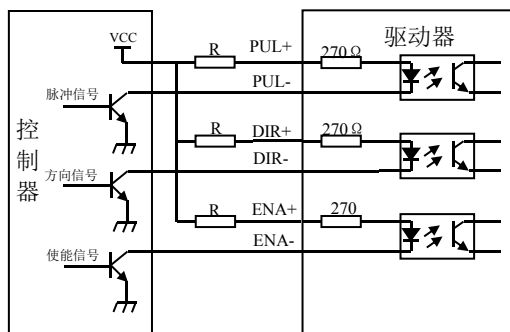 VCC
R
PUL+
270Ω
驱动器
PUL-
脉冲信号
控制器
R
DIR+
270Ω
方向信号
DIR-
R
ENA+
270
使能信号
ENA-